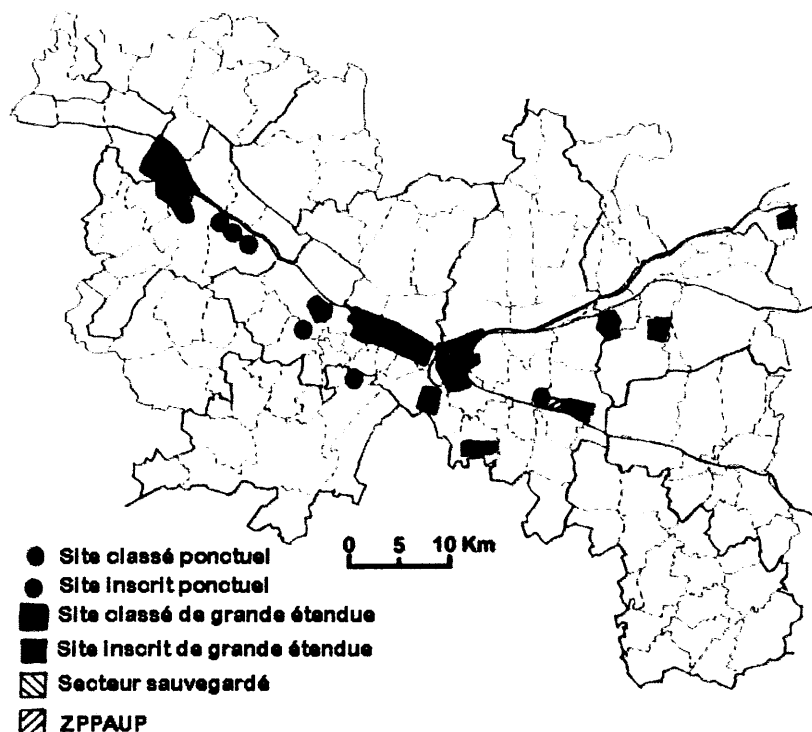 0 5 10 Km
Site classé ponctuel
Site inscrit ponctuel
Site classé de grande étendue
Site inscrit de grande étendue
Secteur sauvegardé
ZPPAUP